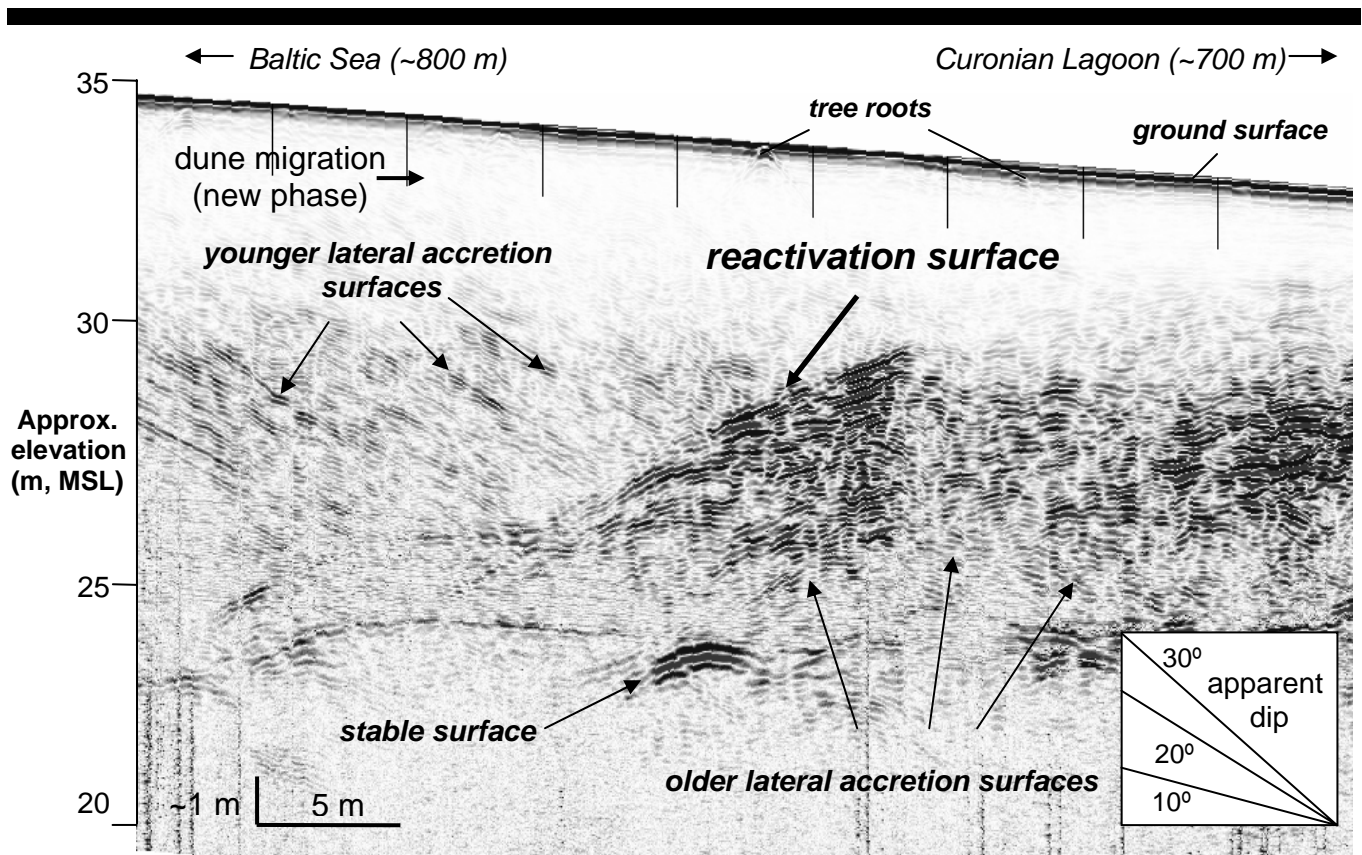 Baltic Sea (~800 m)
Curonian Lagoon (~700 m)
35
tree roots
ground surface
dune migration
(new phase)
younger lateral accretion
surfaces
reactivation surface
30
Approx.
elevation
(m, MSL)
25
30º
apparent
dip
20º
10º
stable surface
older lateral accretion surfaces
20
~1 m
5 m